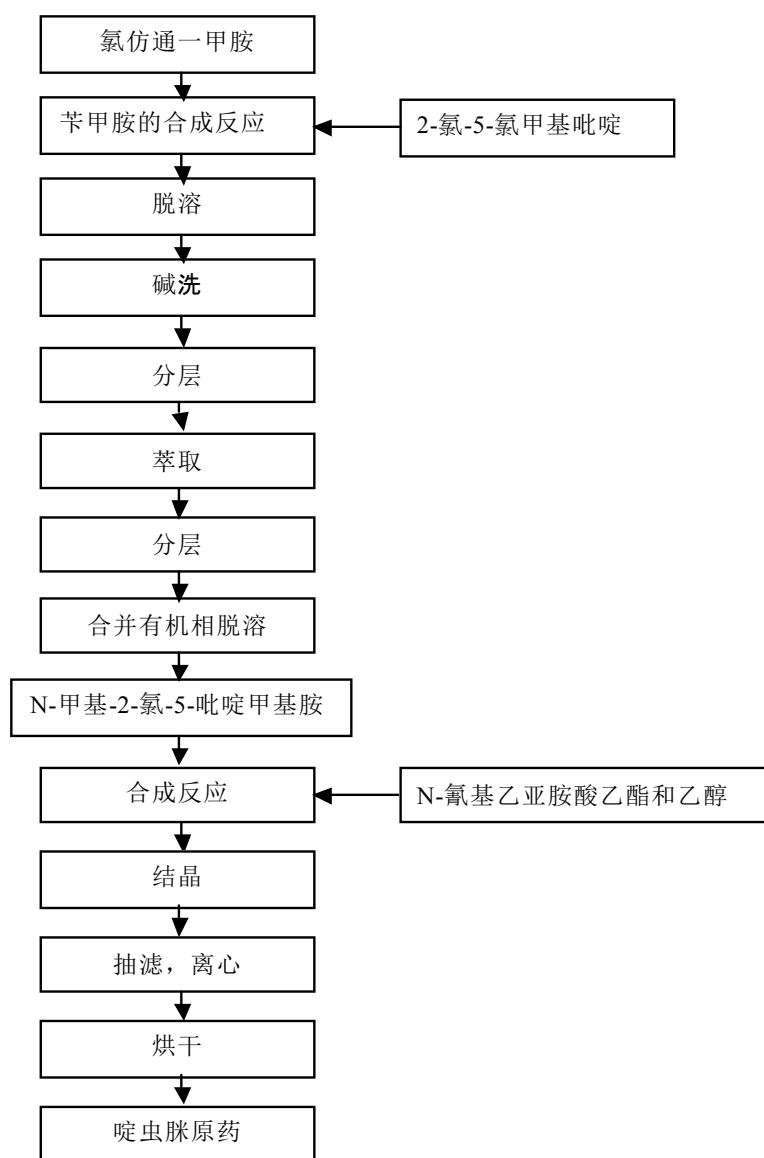 氯仿通一甲胺
苄甲胺的合成反应
2-氯-5-氯甲基吡啶
脱溶
碱洗
分层
萃取
分层
合并有机相脱溶
N-甲基-2-氯-5-吡啶甲基胺
合成反应
N-氰基乙亚胺酸乙酯和乙醇
结晶
抽滤，离心
烘干
啶虫脒原药